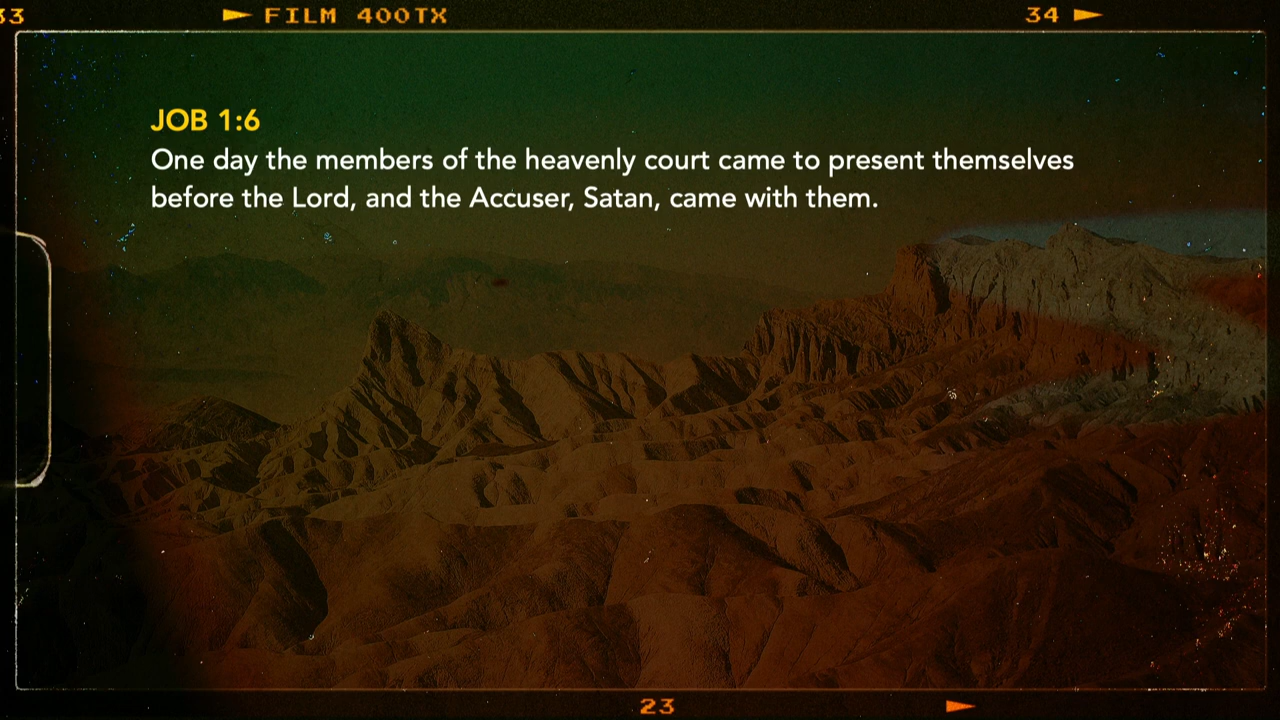 33 FILM 400TX 34
JOB 1:6
One day the members of the heavenly court came to present themselves
before the Lord, and the Accuser, Satan, came with them.
23